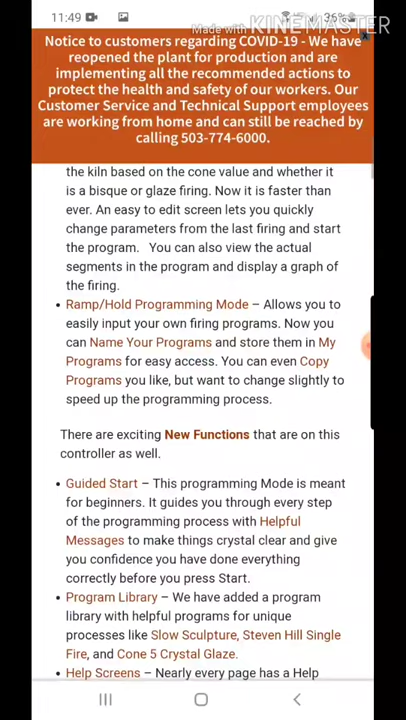 11:49
36%
Made with KINEMASTER
Notice to customers regarding COVID-19 - We have
reopened the plant for production and are
implementing all the recommended actions to
protect the health and safety of our workers. Our
Customer Service and Technical Support employees
are working from home and can still be reached by
calling 503-774-6000.
x
the kiln based on the cone value and whether it
is a bisque or glaze firing. Now it is faster than
ever. An easy to edit screen lets you quickly
change parameters from the last firing and start
the program. You can also view the actual
segments in the program and display a graph of
the firing.
• Ramp/Hold Programming Mode – Allows you to
easily input your own firing programs. Now you
can Name Your Programs and store them in My
Programs for easy access. You can even Copy
Programs you like, but want to change slightly to
speed up the programming process.
There are exciting New Functions that are on this
controller as well.
• Guided Start – This programming Mode is meant
for beginners. It guides you through every step
of the programming process with Helpful
Messages to make things crystal clear and give
you confidence you have done everything
correctly before you press Start.
• Program Library – We have added a program
library with helpful programs for unique
processes like Slow Sculpture, Steven Hill Single
Fire, and Cone 5 Crystal Glaze.
• Help Screens – Nearly every page has a Help